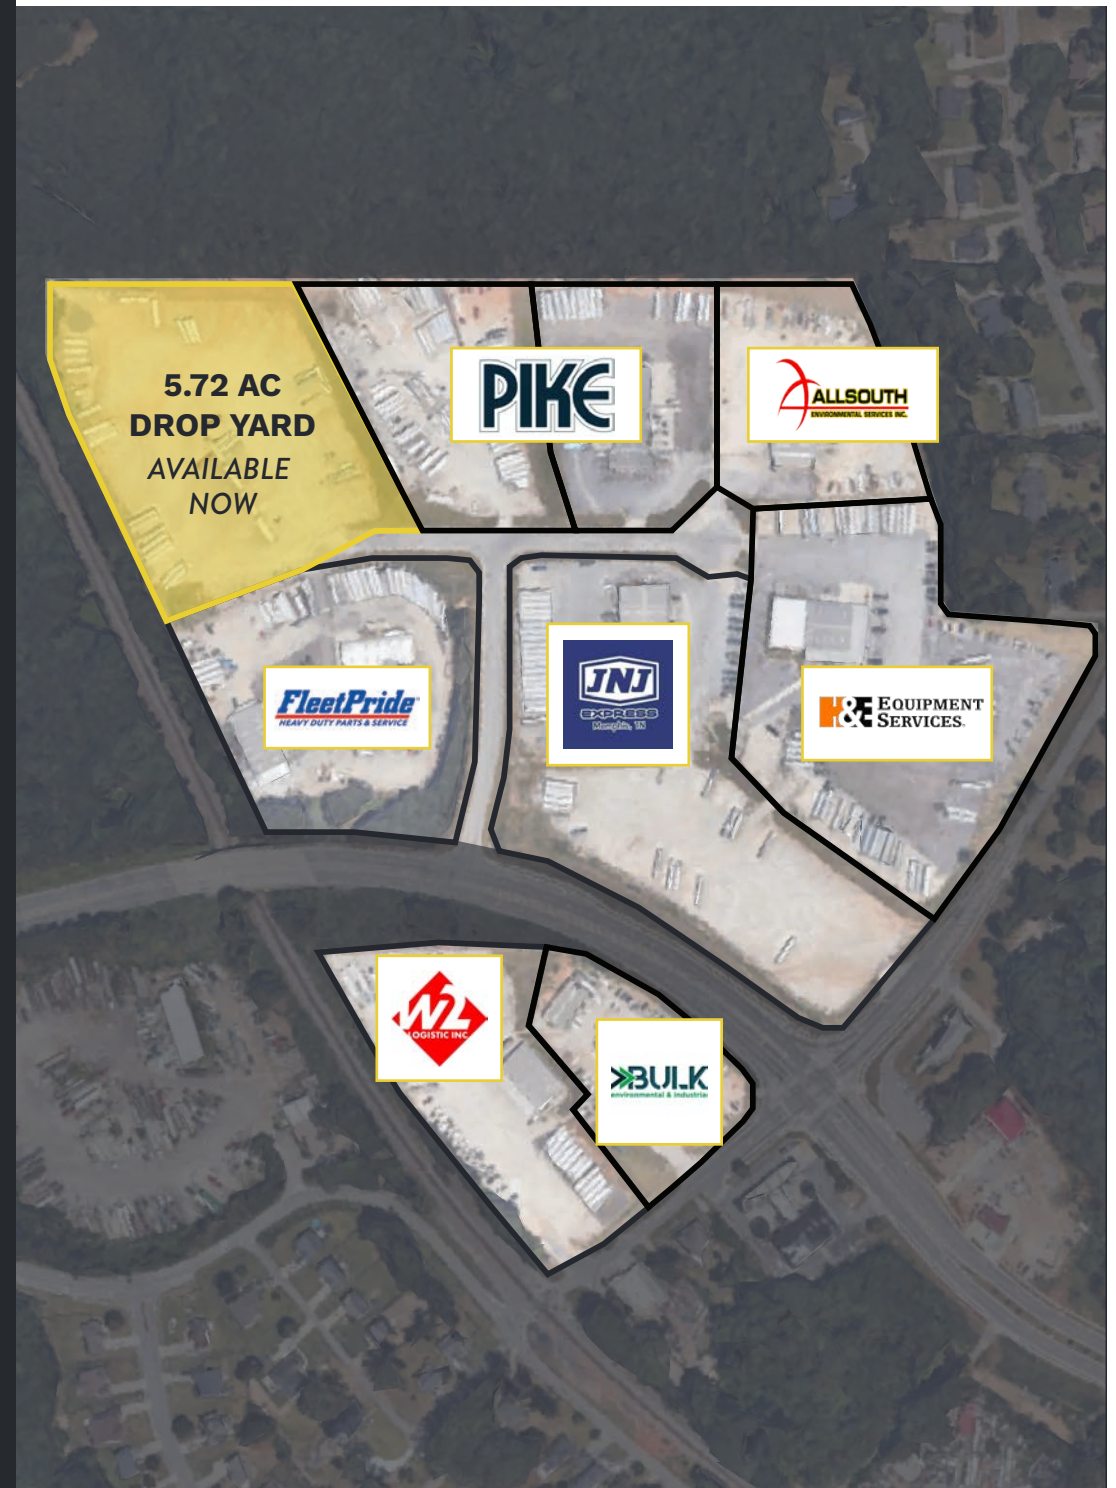 5.72 AC
DROP YARD
AVAILABLE
NOW
PIKE
ALLSOUTH
ENVIRONMENTAL SERVICES INC.
FleetPride
HEAVY DUTY PARTS & SERVICE
JNJ
EXPRESS
Memphis, TN
H&E EQUIPMENT
SERVICES.
W2
LOGISTIC INC
BULK
environmental & industrial